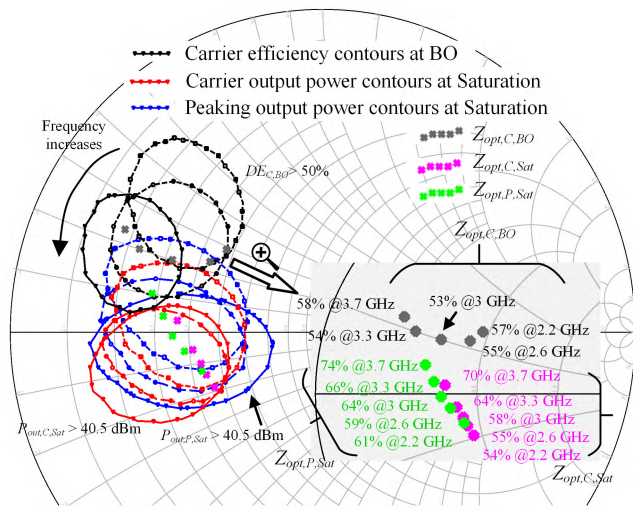 Carrier efficiency contours at BO
Carrier output power contours at Saturation
Peaking output power contours at Saturation
Frequency
increases
DE_{C,BO} > 50%
Z_{opt,C,BO}
Z_{opt,C,Sat}
Z_{opt,P,Sat}
Z_{opt,C,BO}
58% @3.7 GHz
53% @3 GHz
54% @3.3 GHz
57% @2.2 GHz
55% @2.6 GHz
74% @3.7 GHz
70% @3.7 GHz
66% @3.3 GHz
64% @3.3 GHz
64% @3 GHz
58% @3 GHz
59% @2.6 GHz
55% @2.6 GHz
61% @2.2 GHz
54% @2.2 GHz
P_{out,C,Sat} > 40.5 dBm
P_{out,P,Sat} > 40.5 dBm
Z_{opt,P,Sat}
Z_{opt,C,Sat}